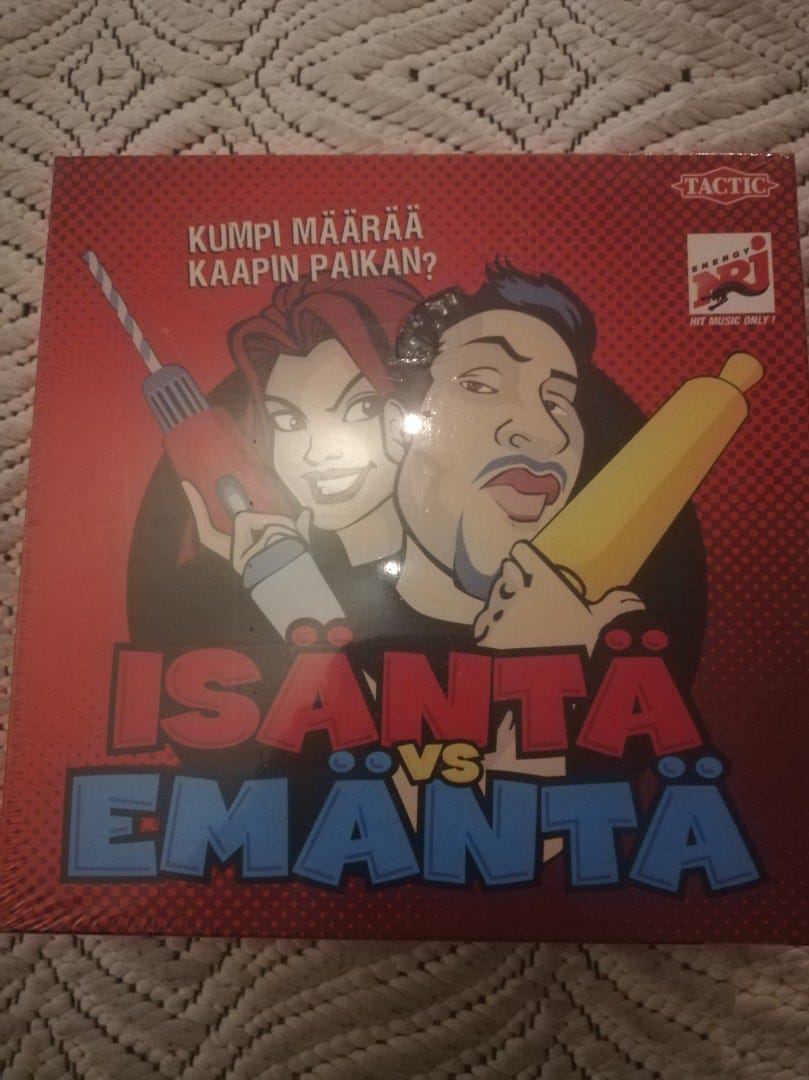 TACTIC
KUMPI MÄÄRÄÄ
KAAPIN PAIKAN?
ENERGY
NRJ
HIT MUSIC ONLY!
ISÄNTÄ
VS
EMÄNTÄ